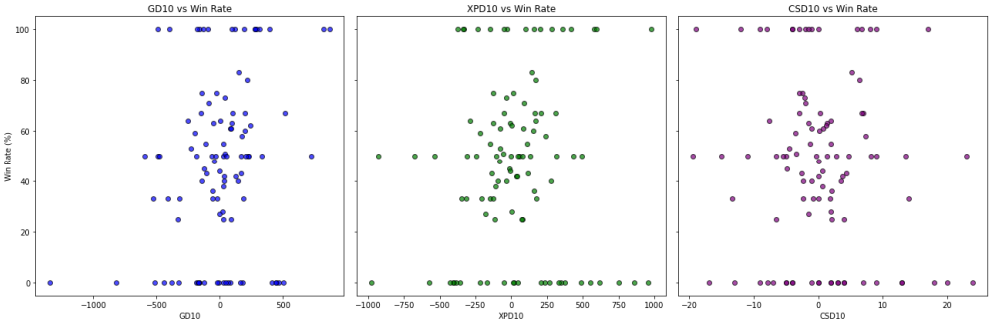 GD10 vs Win Rate
XPD10 vs Win Rate
CSD10 vs Win Rate
Win Rate (%)
100
80
60
40
20
0
−1000 −500 0 500
−1000 −750 −500 −250 0 250 500 750 1000
−20 −10 0 10 20
GD10
XPD10
CSD10